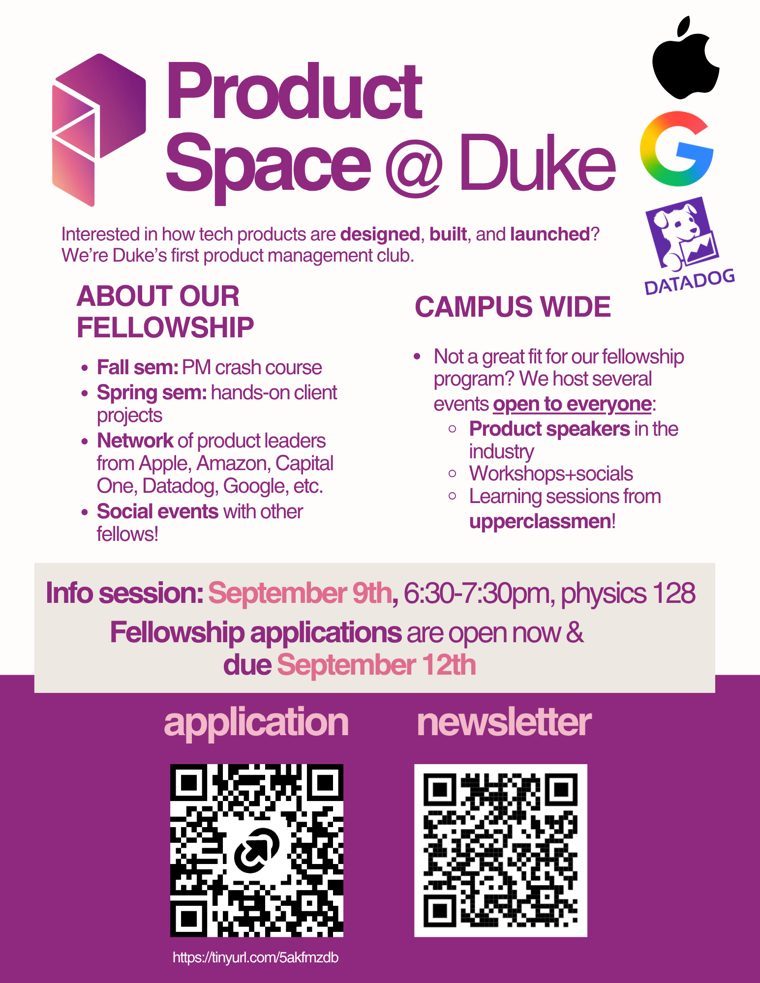 Product
Space @ Duke
DATADOG
Interested in how tech products are designed, built, and launched?
We're Duke's first product management club.
ABOUT OUR
FELLOWSHIP
• Fall sem: PM crash course
• Spring sem: hands-on client
projects
• Network of product leaders
from Apple, Amazon, Capital
One, Datadog, Google, etc.
• Social events with other
fellows!
CAMPUS WIDE
• Not a great fit for our fellowship
program? We host several
events open to everyone:
○ Product speakers in the
industry
○ Workshops+socials
○ Learning sessions from
upperclassmen!
Info session: September 9th, 6:30-7:30pm, physics 128
Fellowship applications are open now &
due September 12th
application
newsletter
https://tinyurl.com/5akfmzdb